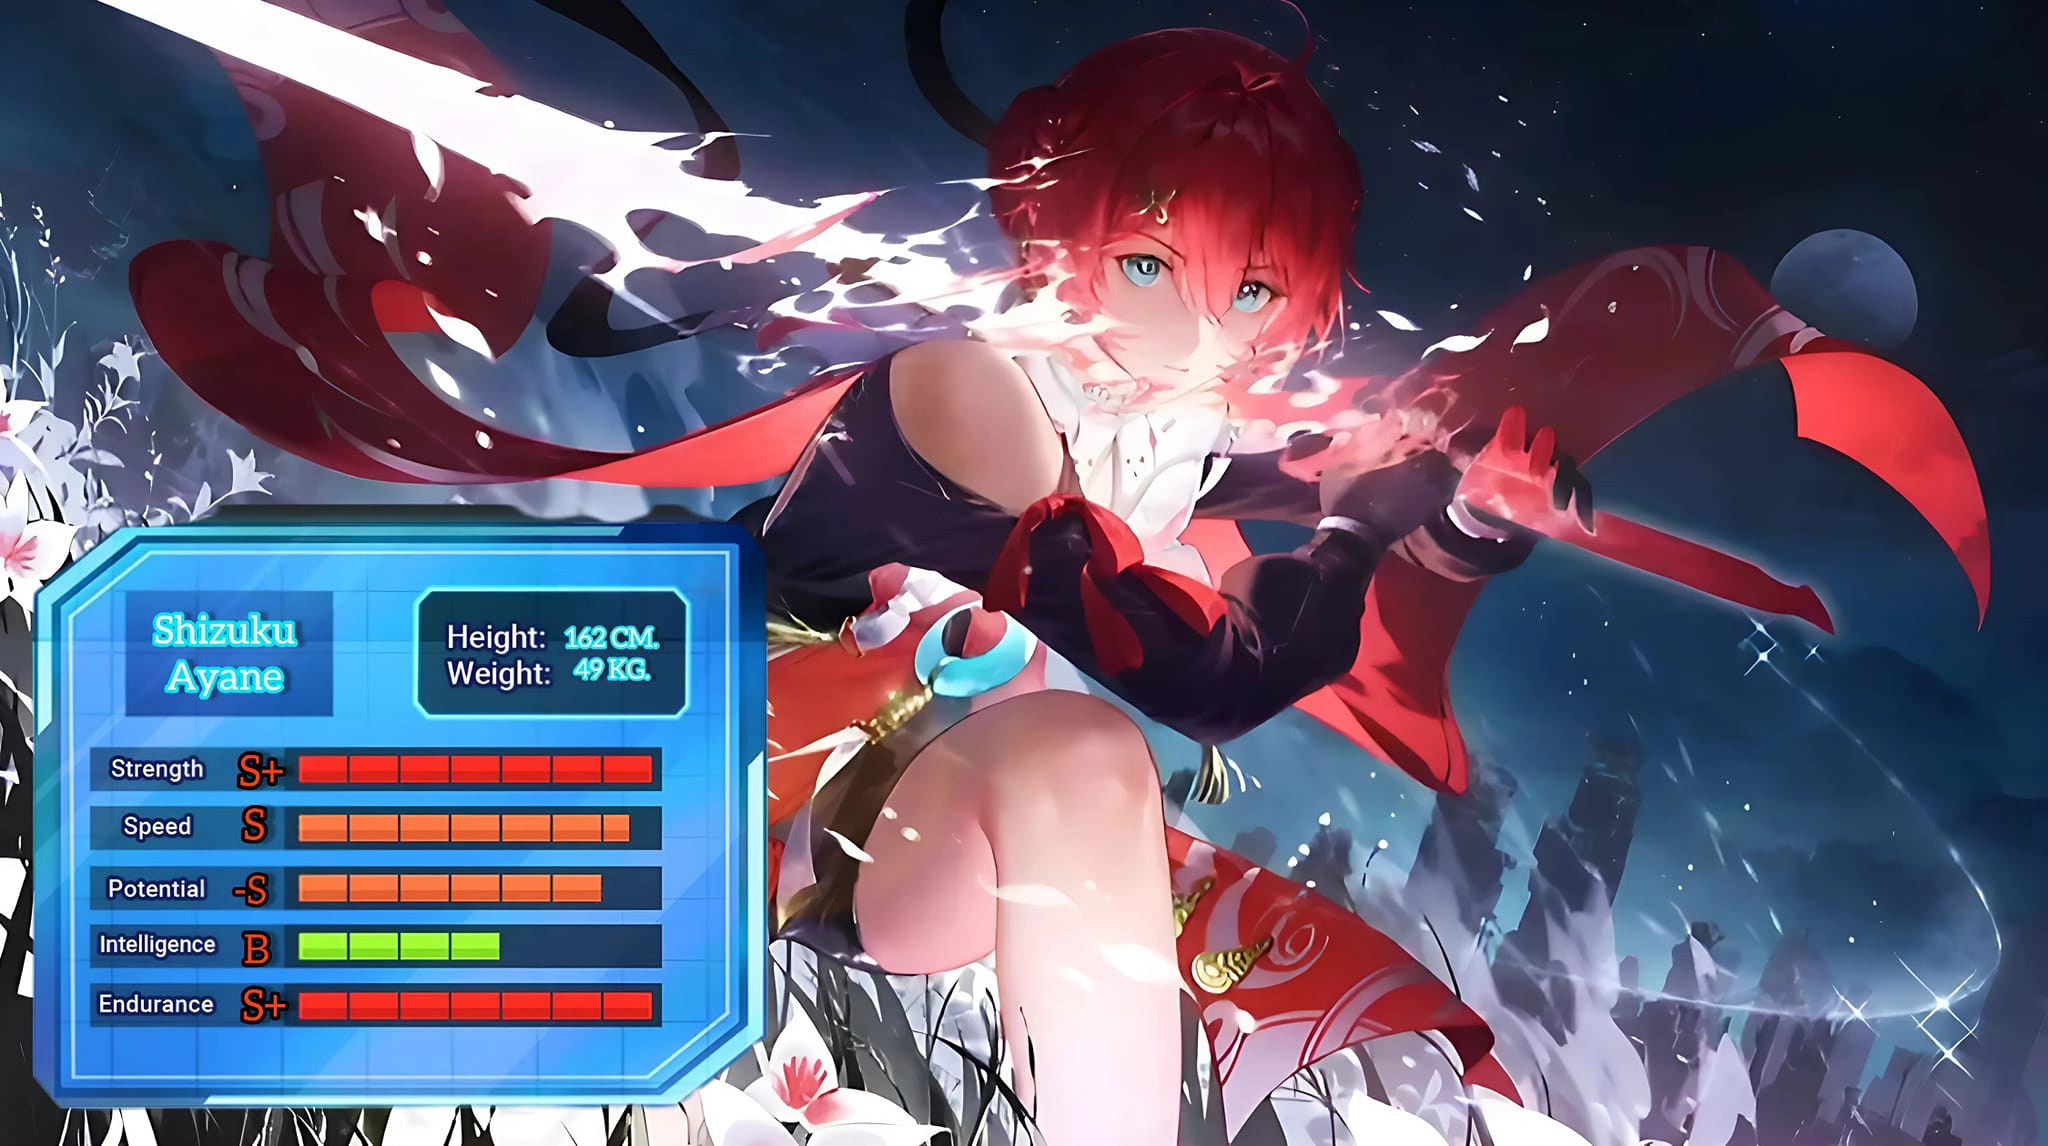 Shizuku
Ayane
Height: 162 CM.
Weight: 49 KG.
Strength S+
Speed S
Potential -S
Intelligence B
Endurance S+